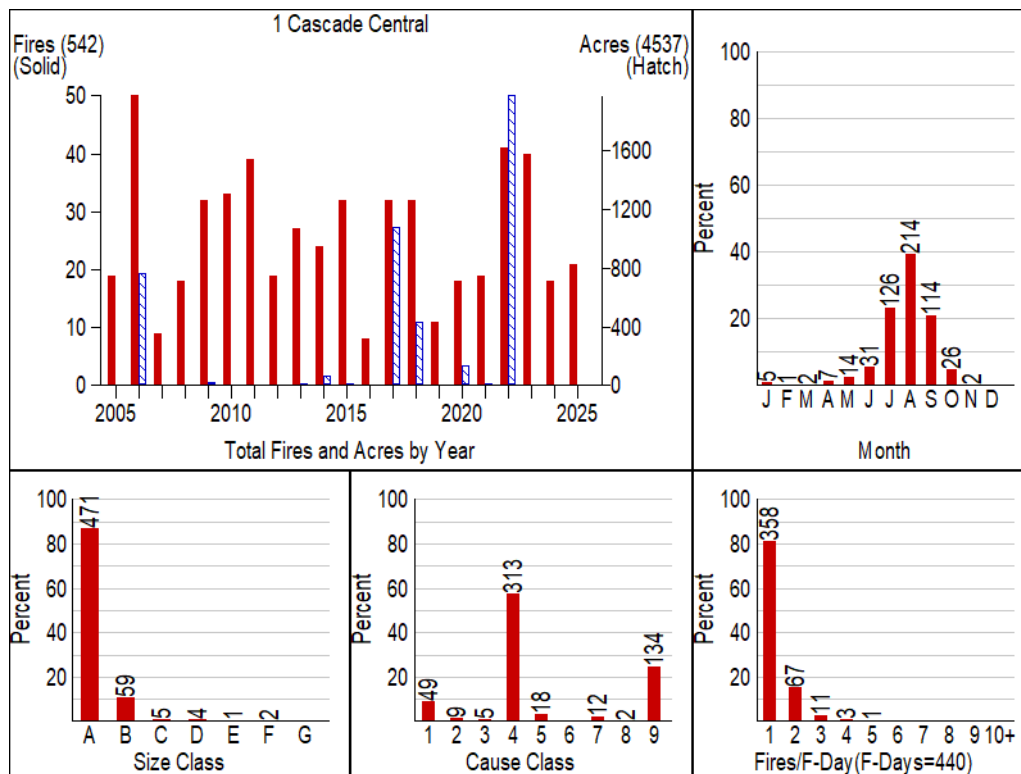 1 Cascade Central
Fires (542)
(Solid)
Acres (4537)
(Hatch)
50
40
30
20
10
0
1600
1200
800
400
0
2005 2010 2015 2020 2025
Total Fires and Acres by Year
100
80
60
40
20
Percent
5 1 2 7 14 31 126 214 114 26 2
J F M A M J J A S O N D
Month
100
80
60
40
20
Percent
471 59 5 4 1 2
A B C D E F G
Size Class
100
80
60
40
20
Percent
49 9 5 313 18 12 2 134
1 2 3 4 5 6 7 8 9
Cause Class
100
80
60
40
20
Percent
358 67 11 3 1
1 2 3 4 5 6 7 8 9 10+
Fires/F-Day(F-Days=440)